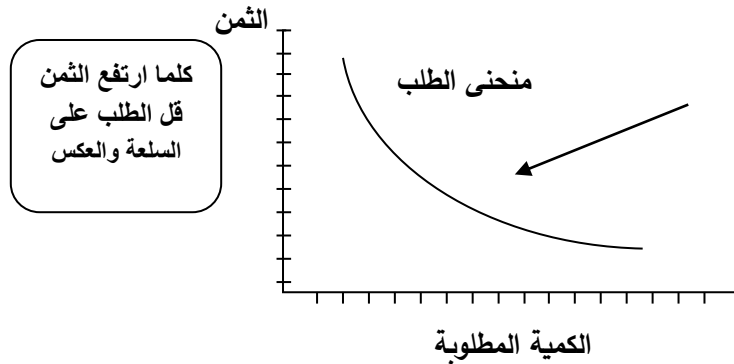 الثمن
كلما ارتفع الثمن
قل الطلب على
السلعة والعكس
منحنى الطلب
الكمية المطلوبة